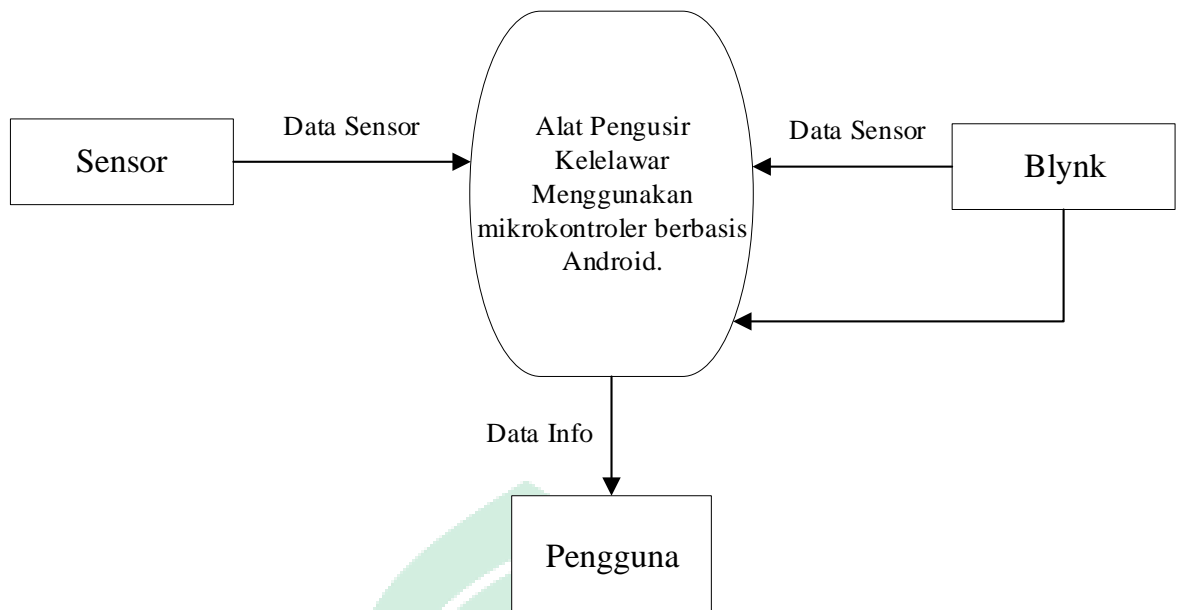 Sensor
Data Sensor
Alat Pengusir
Kelelawar
Menggunakan
mikrokontroler berbasis
Android.
Data Sensor
Blynk
Data Info
Pengguna